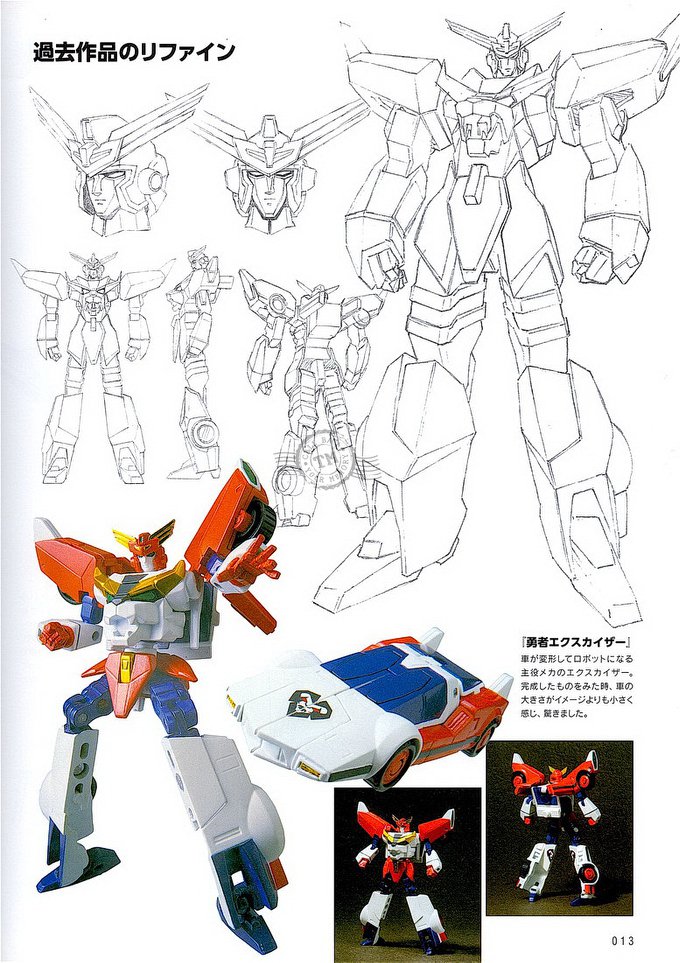 過去作品のリファイン
TN
『勇者エクスカイザー』
車が変形してロボットになる
主役メカのエクスカイザー。
完成したものをみた時、車の
大きさがイメージよりも小さく
感じ、驚きました。
013